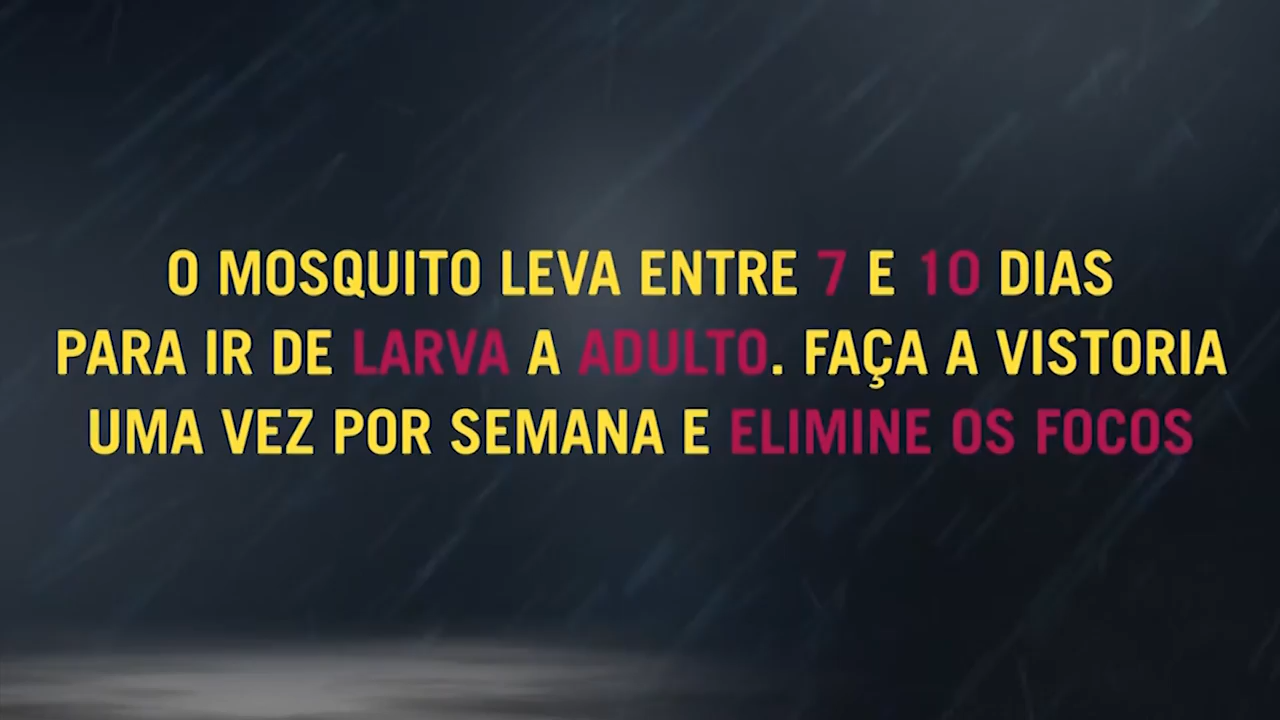 O MOSQUITO LEVA ENTRE 7 E 10 DIAS
PARA IR DE LARVA A ADULTO. FAÇA A VISTORIA
UMA VEZ POR SEMANA E ELIMINE OS FOCOS